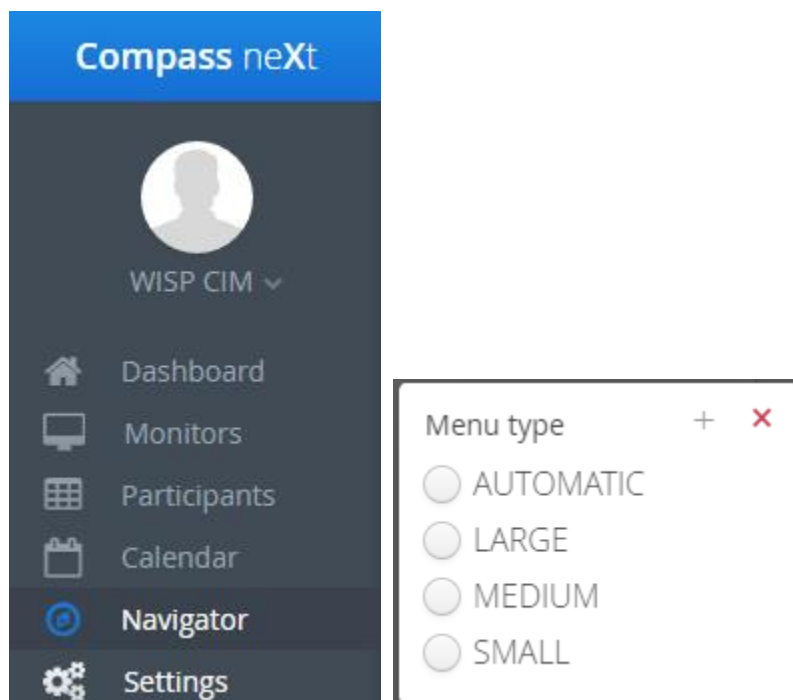 Compass neXt
WISP CIM
Dashboard
Monitors
Participants
Calendar
Navigator
Settings
Menu type
AUTOMATIC
LARGE
MEDIUM
SMALL